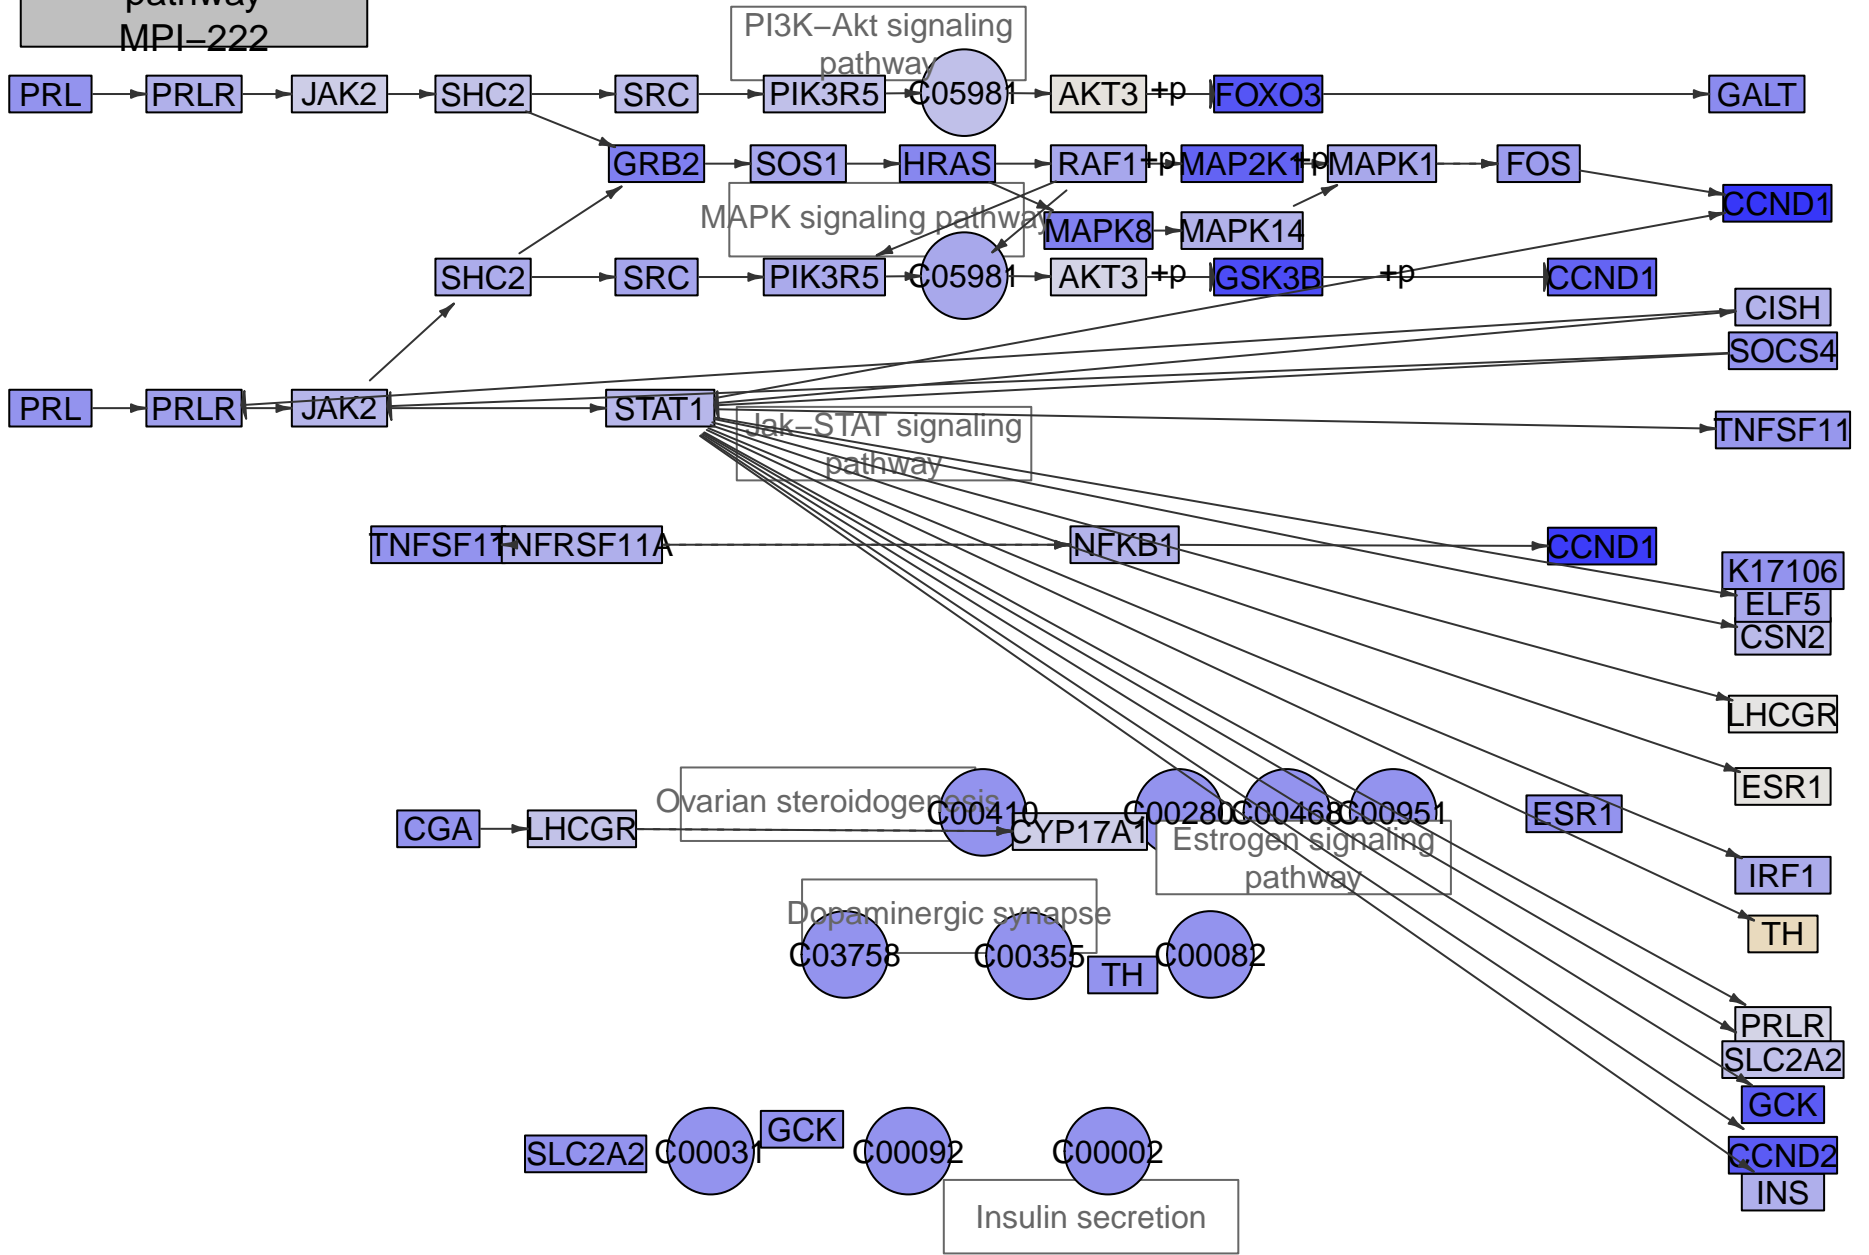 pathway
MPI−222
PI3K−Akt signaling
pathway
PRL
PRLR
JAK2
SHC2
SRC
PIK3R5
C05981
AKT3
+p
FOXO3
GALT
GRB2
SOS1
HRAS
RAF1
+p
MAP2K1
+p
MAPK1
FOS
CCND1
MAPK signaling pathway
MAPK8
MAPK14
SHC2
SRC
PIK3R5
C05981
AKT3
+p
GSK3B
+p
CCND1
CISH
SOCS4
PRL
PRLR
JAK2
STAT1
Jak−STAT signaling
pathway
TNFSF11
TNFSF11
TNFRSF11A
NFKB1
CCND1
K17106
ELF5
CSN2
LHCGR
ESR1
Ovarian steroidogenesis
C00410
C00280
C00468
C00951
ESR1
CGA
LHCGR
CYP17A1
Estrogen signaling
pathway
IRF1
Dopaminergic synapse
TH
C03758
C00355
TH
C00082
PRLR
SLC2A2
GCK
SLC2A2
C00031
GCK
C00092
C00002
CCND2
INS
Insulin secretion